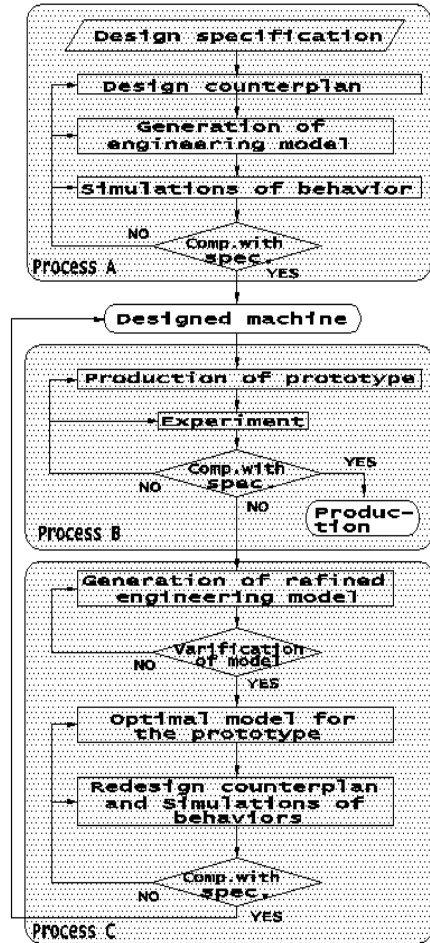 Design specification
Design counterplan
Generation of
engineering model
Simulations of behavior
NO
Comp.with
spec.
Process A
YES
Designed machine
Production of prototype
Experiment
Comp.with
spec.
YES
NO
NO
Produc-
tion
Process B
Generation of refined
engineering model
Varification
of model
NO
YES
Optimal model for
the prototype
Redesign counterplan
and Simulations of
behaviors
Comp.with
spec.
NO
YES
Process C